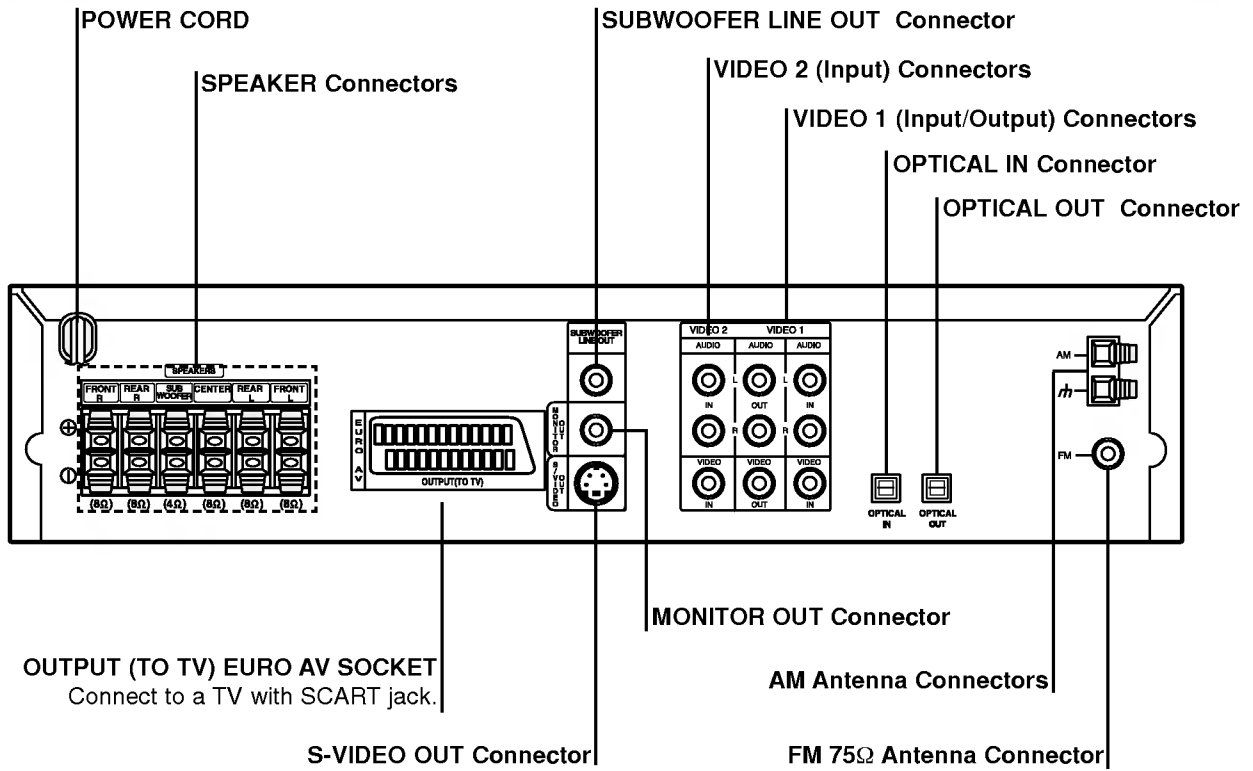 POWER CORD
SUBWOOFER LINE OUT Connector
SPEAKER Connectors
VIDEO 2 (Input) Connectors
VIDEO 1 (Input/Output) Connectors
OPTICAL IN Connector
OPTICAL OUT Connector
SUBWOOFER
LINE OUT
VIDEO 2 VIDEO 1
AUDIO AUDIO AUDIO
SPEAKERS
FRONT R
REAR R
SUB WOOFER
CENTER
REAR L
FRONT L
(8Ω) (8Ω) (4Ω) (8Ω) (8Ω) (8Ω)
EURO AV
OUTPUT(TO TV)
MONITOR OUT
S/VIDEO OUT
L L
IN OUT IN
R R
VIDEO VIDEO VIDEO
IN OUT IN
OPTICAL IN
OPTICAL OUT
AM
FM
MONITOR OUT Connector
OUTPUT (TO TV) EURO AV SOCKET
Connect to a TV with SCART jack.
AM Antenna Connectors
S-VIDEO OUT Connector
FM 75Ω Antenna Connector